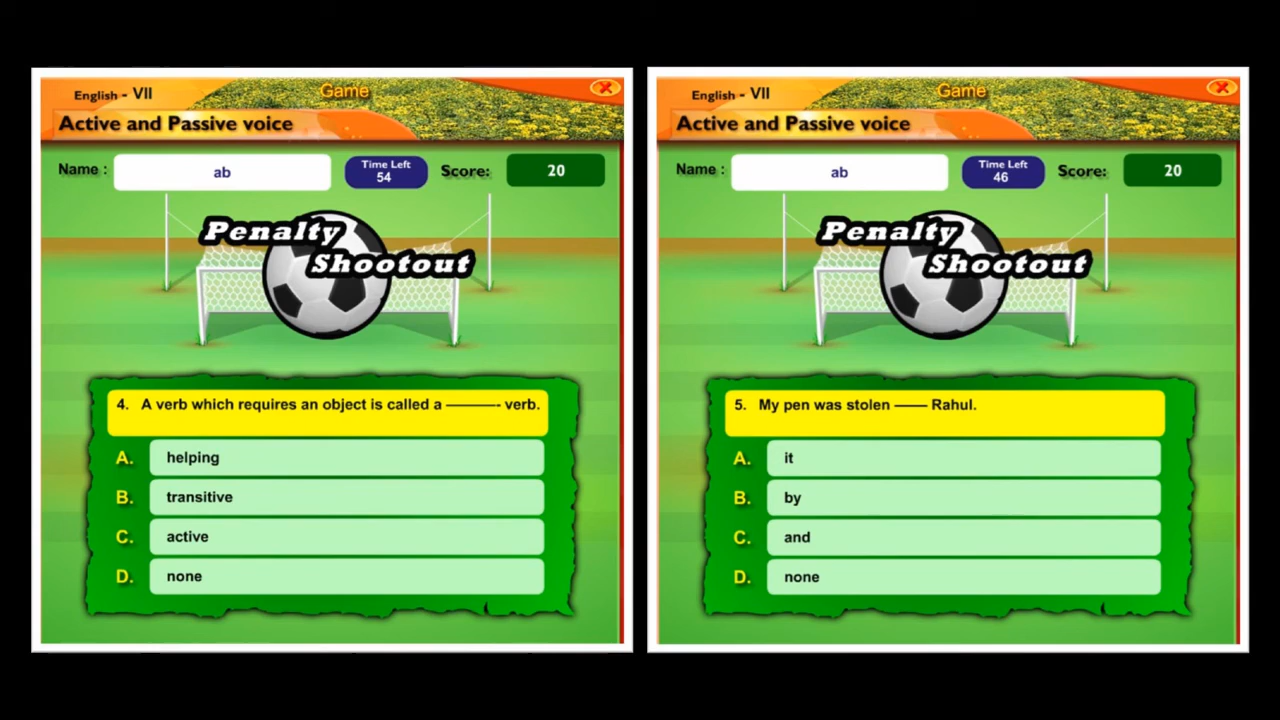 English - VII
Game
Active and Passive voice
Name :
ab
Time Left
54
Score:
20
Penalty
Shootout
4. A verb which requires an object is called a ———- verb.
A. helping
B. transitive
C. active
D. none
English - VII
Game
Active and Passive voice
Name :
ab
Time Left
46
Score:
20
Penalty
Shootout
5. My pen was stolen —— Rahul.
A. it
B. by
C. and
D. none